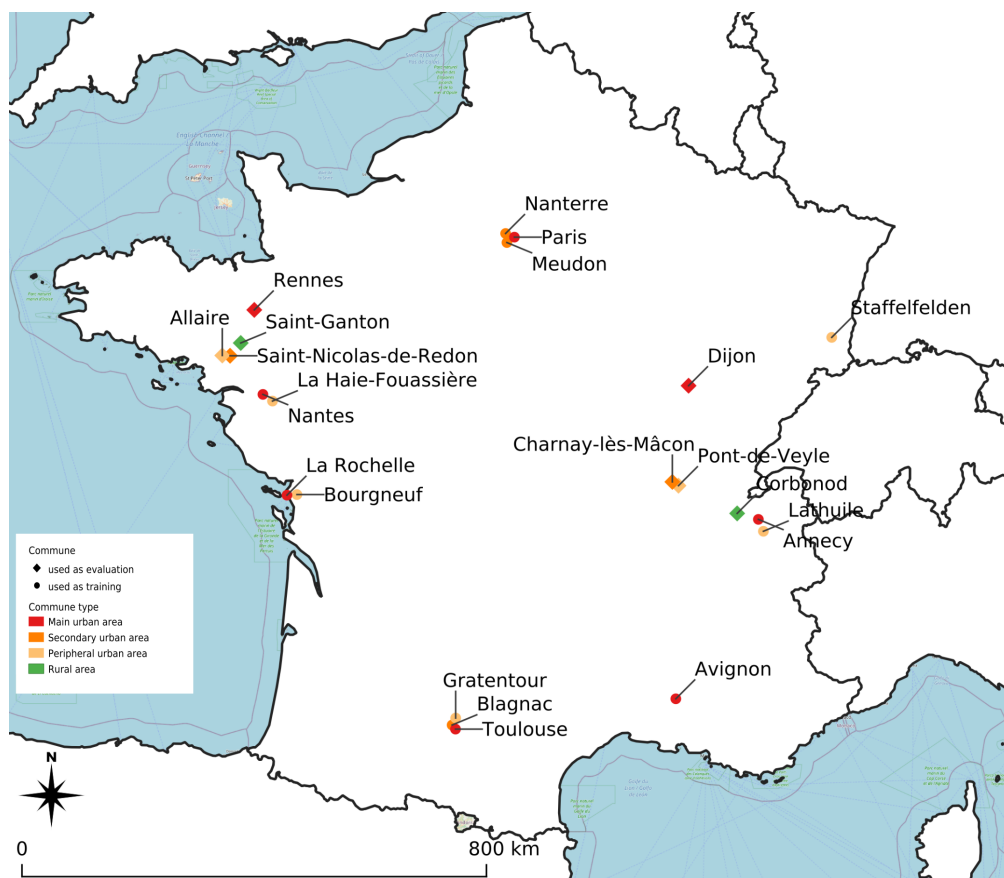 English Channel /
La Manche
Saint Peter Port
Nanterre
Paris
Meudon
Rennes
Allaire
Saint-Ganton
Saint-Nicolas-de-Redon
La Haie-Fouassière
Nantes
Staffelfelden
Dijon
Charnay-lès-Mâcon
Pont-de-Veyle
Corbonod
Lathuile
Annecy
La Rochelle
Bourgneuf
Commune
used as evaluation
used as training
Commune type
Main urban area
Secondary urban area
Peripheral urban area
Rural area
Avignon
Gratentour
Blagnac
Toulouse
N
0
800 km